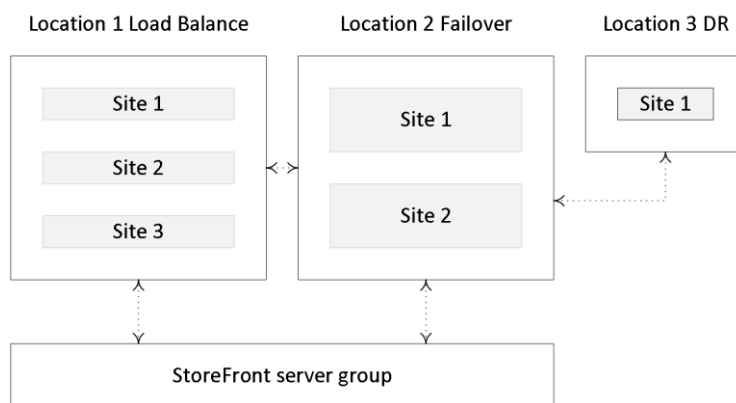 Location 1 Load Balance
Location 2 Failover
Location 3 DR
Site 1
Site 2
Site 3
Site 1
Site 2
Site 1
StoreFront server group